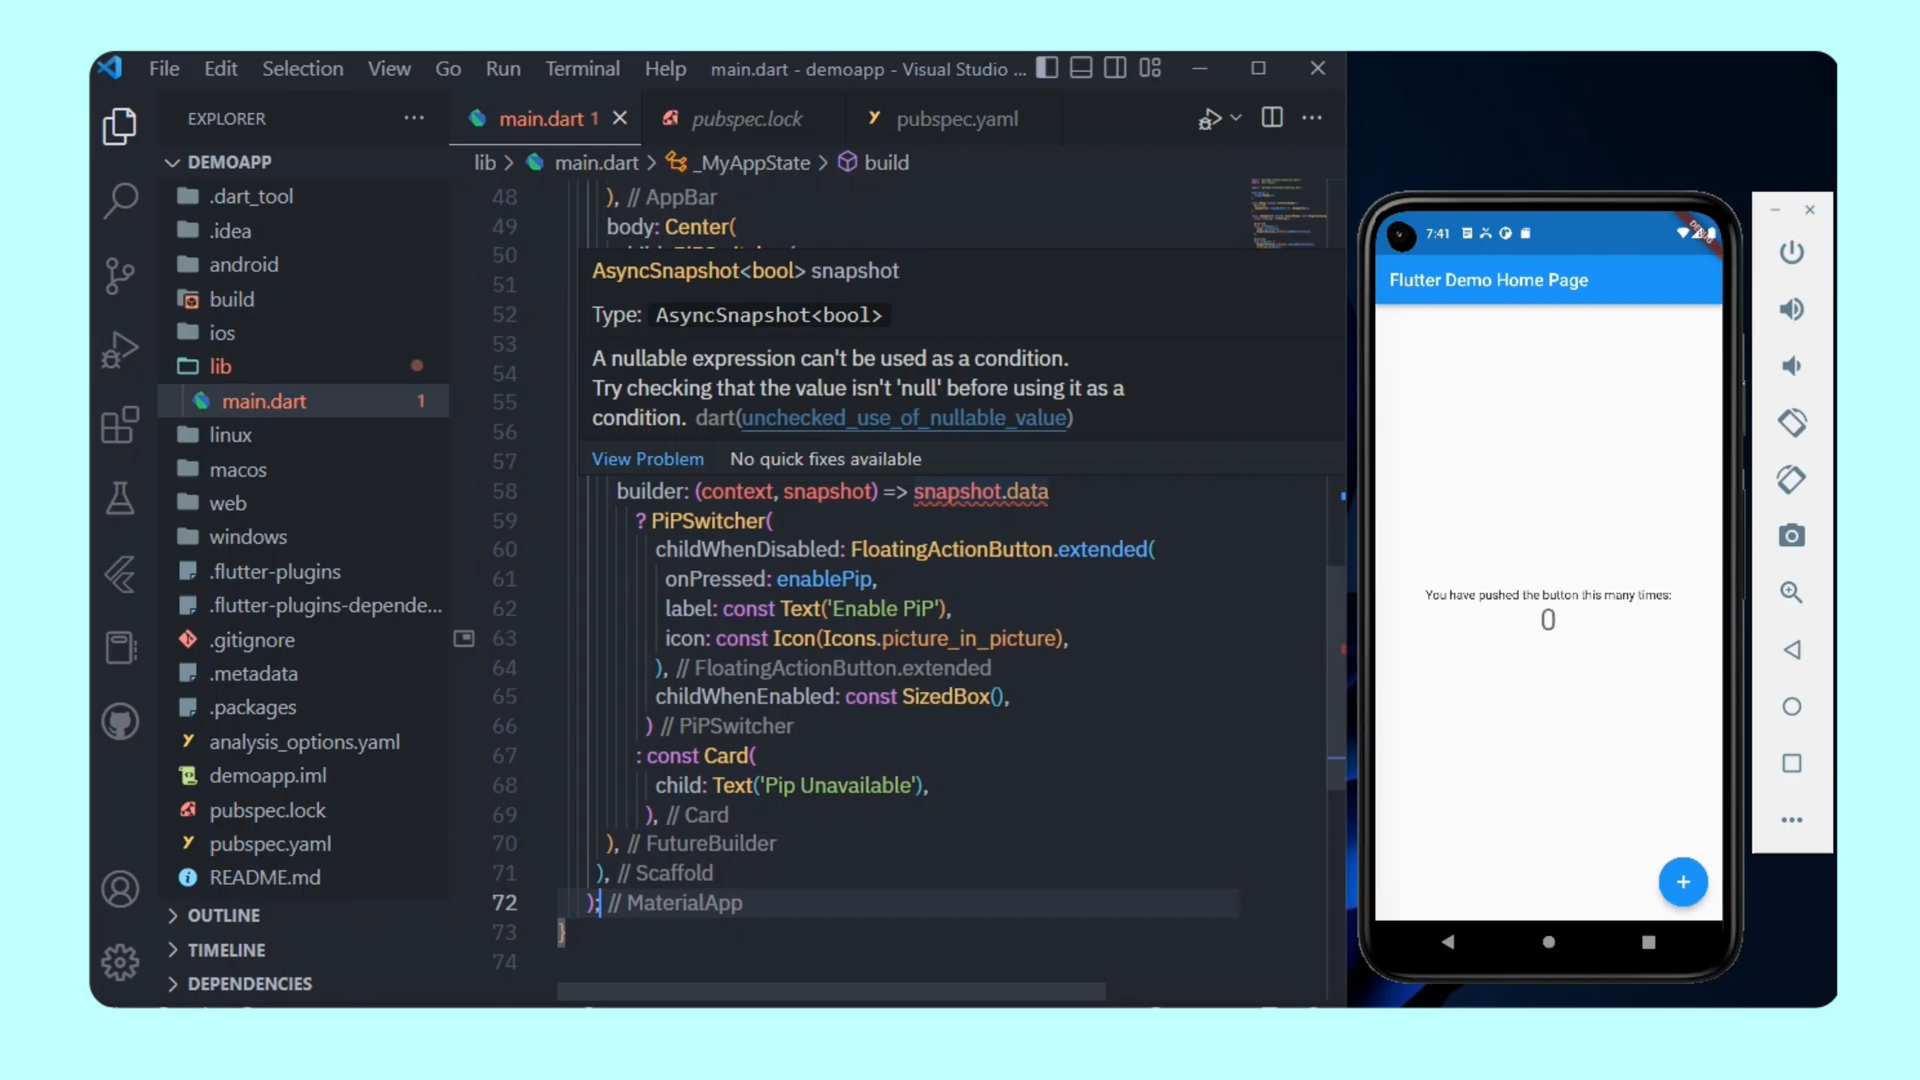 File Edit Selection View Go Run Terminal Help main.dart - demoapp - Visual Studio ...
EXPLORER
main.dart 1
pubspec.lock
pubspec.yaml
DEMOAPP
lib > main.dart > _MyAppState > build
.dart_tool
.idea
android
build
ios
lib
main.dart 1
linux
macos
web
windows
.flutter-plugins
.flutter-plugins-depende...
.gitignore
.metadata
.packages
analysis_options.yaml
demoapp.iml
pubspec.lock
pubspec.yaml
README.md
OUTLINE
TIMELINE
DEPENDENCIES
48 ), // AppBar
49 body: Center(
50
51
52
53
54
55
56
57
AsyncSnapshot<bool> snapshot
Type: AsyncSnapshot<bool>
A nullable expression can't be used as a condition.
Try checking that the value isn't 'null' before using it as a
condition. dart(unchecked_use_of_nullable_value)
View Problem No quick fixes available
58 builder: (context, snapshot) => snapshot.data
59 ? PiPSwitcher(
60 childWhenDisabled: FloatingActionButton.extended(
61 onPressed: enablePip,
62 label: const Text('Enable PiP'),
63 icon: const Icon(Icons.picture_in_picture),
64 ), // FloatingActionButton.extended
65 childWhenEnabled: const SizedBox(),
66 ) // PiPSwitcher
67 : const Card(
68 child: Text('Pip Unavailable'),
69 ), // Card
70 ), // FutureBuilder
71 ), // Scaffold
72 ); // MaterialApp
73 }
74
7:41
DEBUG
Flutter Demo Home Page
You have pushed the button this many times:
0